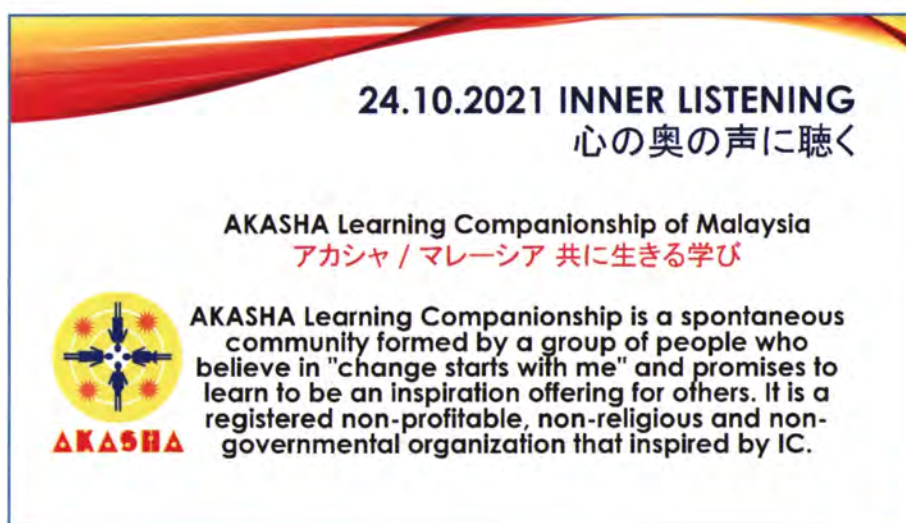 24.10.2021 INNER LISTENING
心の奥の声に聴く
AKASHA Learning Companionship of Malaysia
アカシャ / マレーシア 共に生きる学び
AKASHA Learning Companionship is a spontaneous
community formed by a group of people who
believe in "change starts with me" and promises to
learn to be an inspiration offering for others. It is a
registered non-profitable, non-religious and non-
governmental organization that inspired by IC.
AKASHA